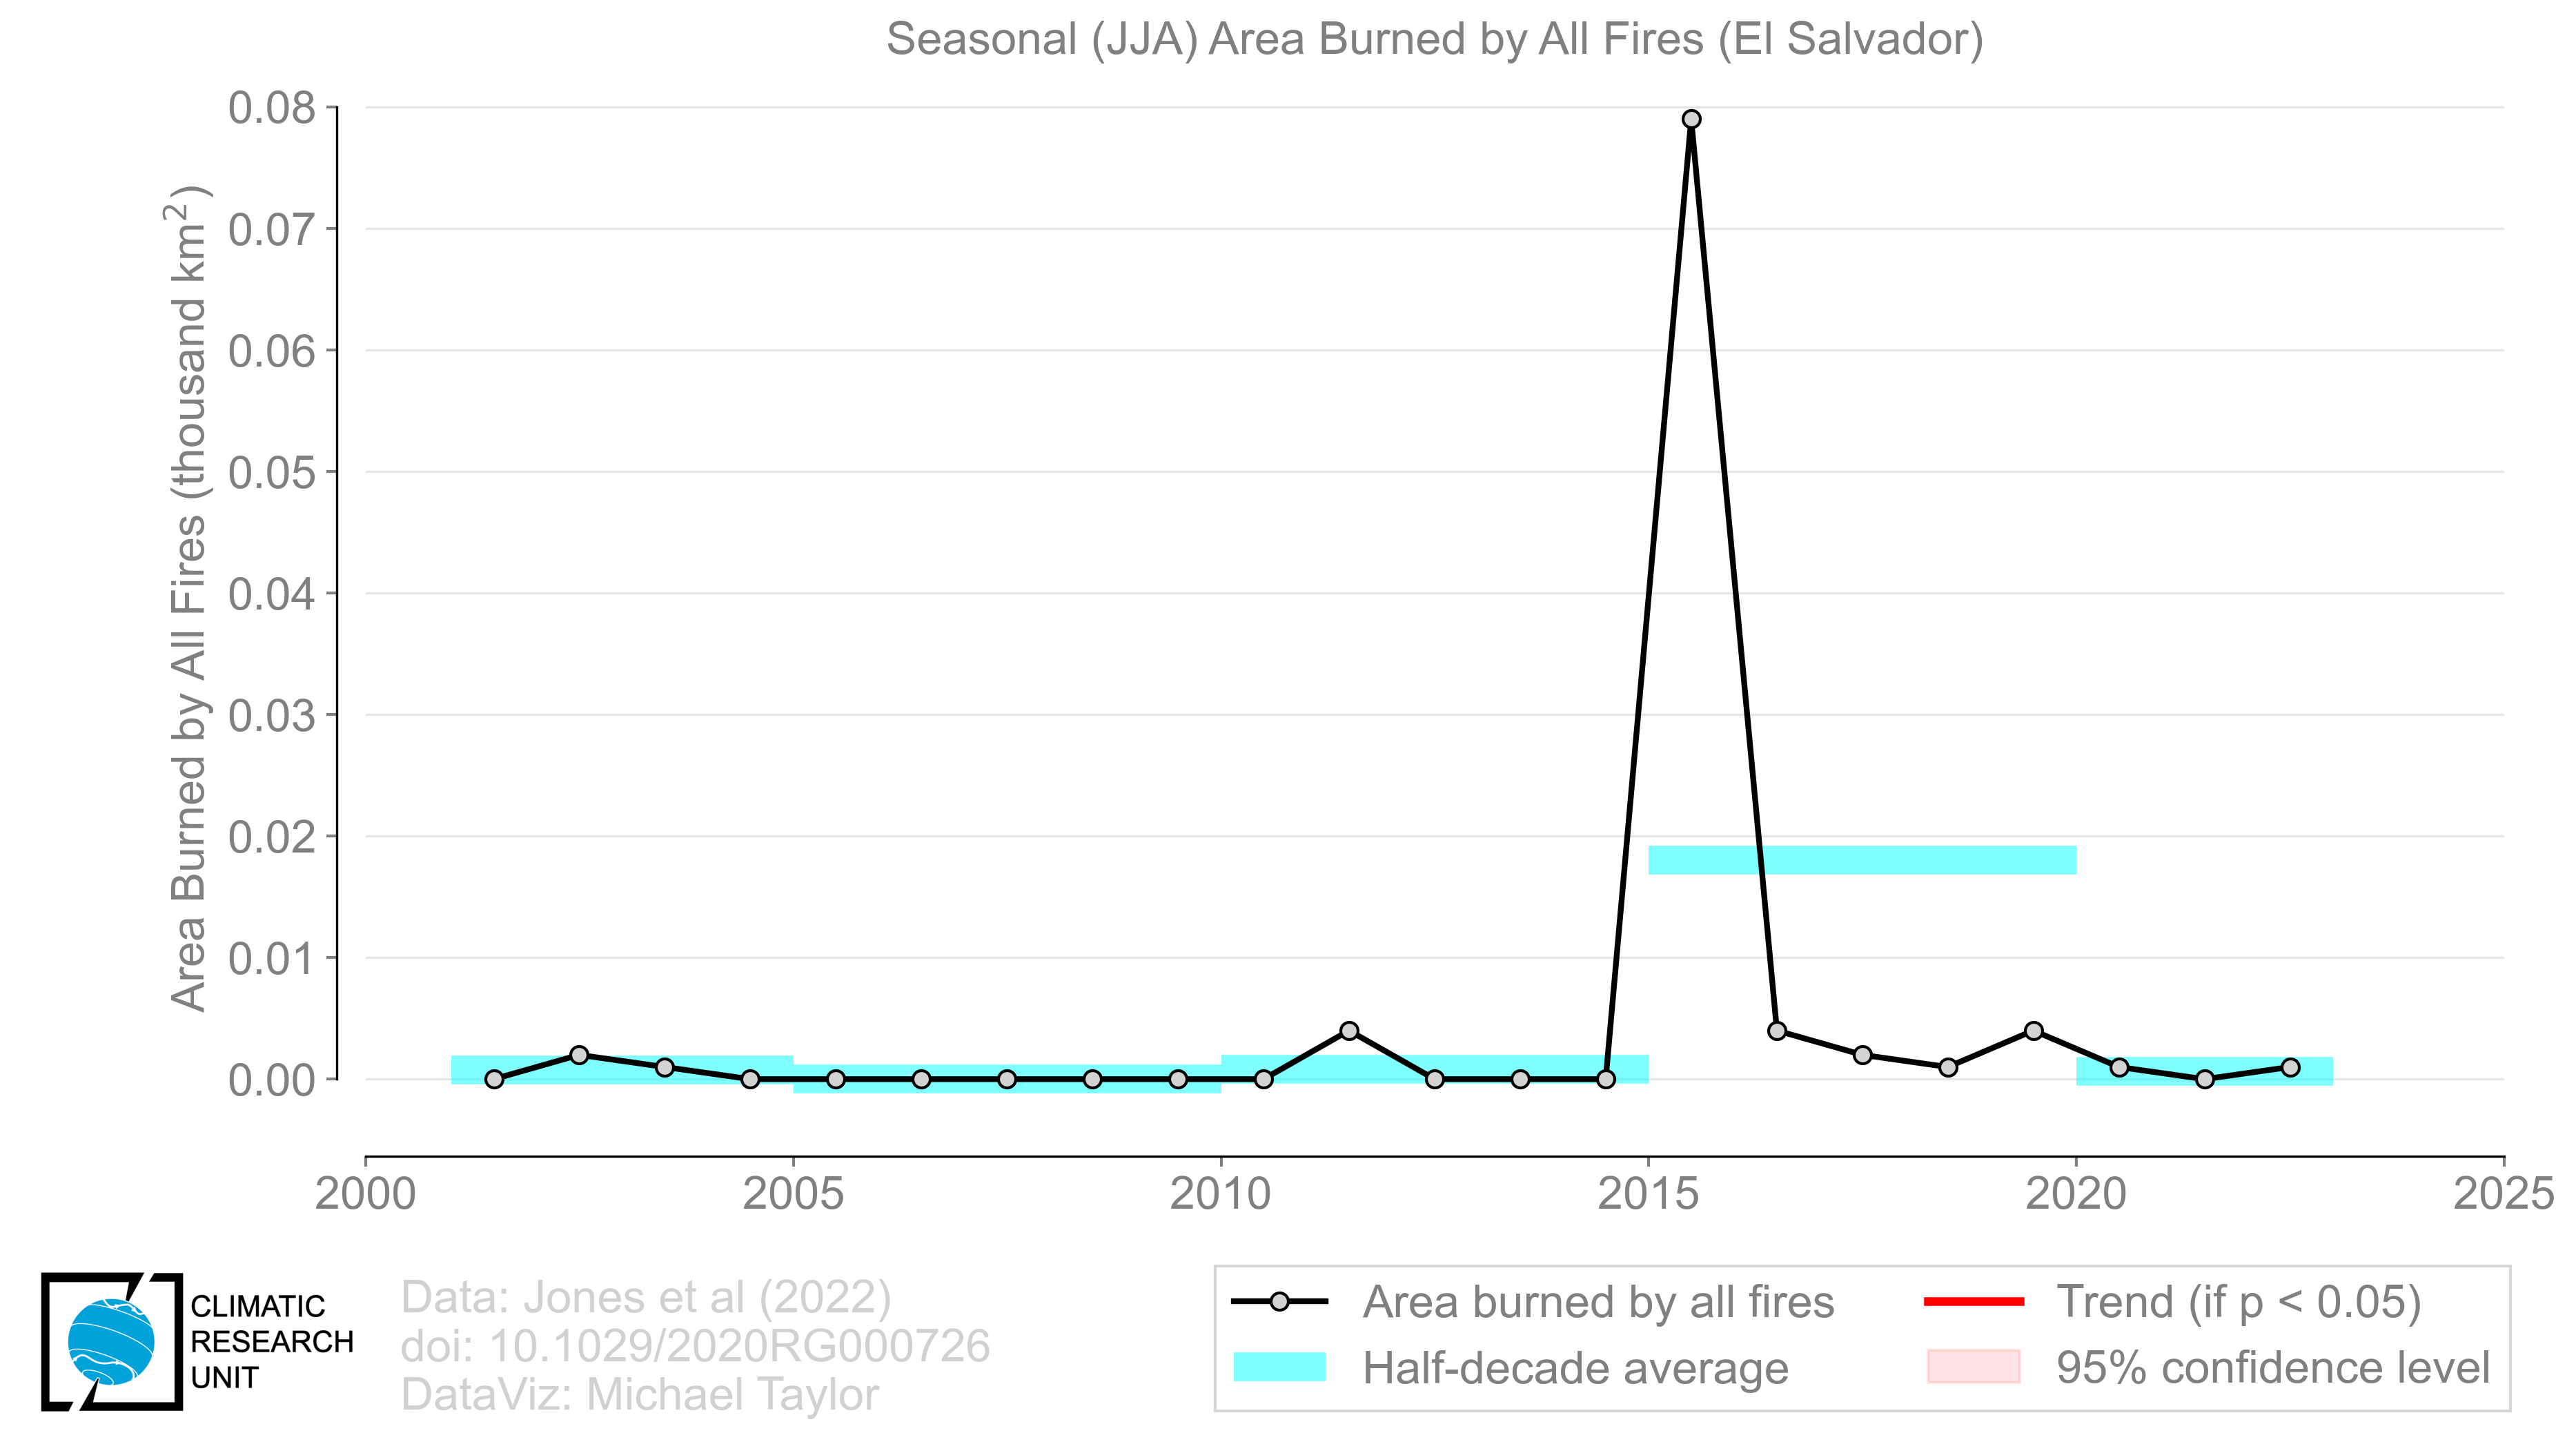 Seasonal (JJA) Area Burned by All Fires (El Salvador)
Area Burned by All Fires (thousand km²)
0.08
0.07
0.06
0.05
0.04
0.03
0.02
0.01
0.00
2000 2005 2010 2015 2020 2025
CLIMATIC
RESEARCH
UNIT
Data: Jones et al (2022)
doi: 10.1029/2020RG000726
DataViz: Michael Taylor
Area burned by all fires
Half-decade average
Trend (if p < 0.05)
95% confidence level